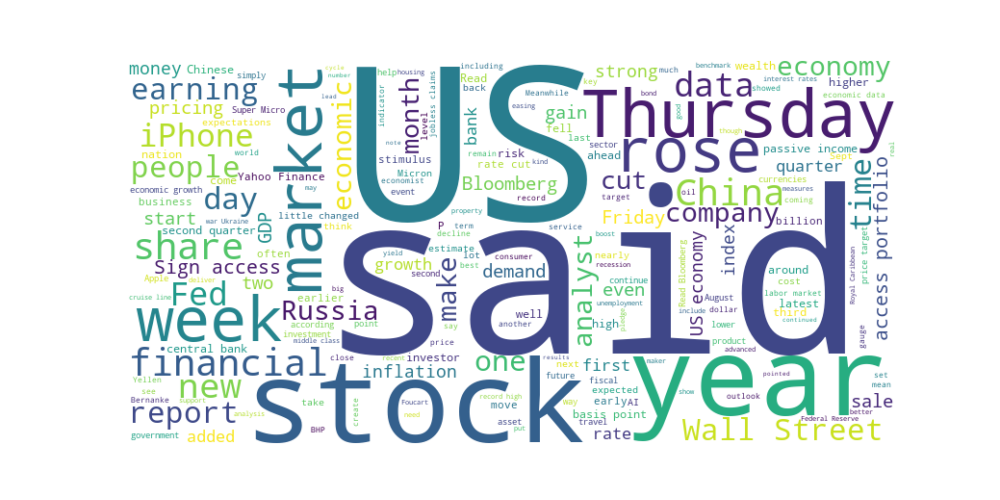 money
Chinese
simply
earning
pricing
Super Micro
iPhone
expectations
people
nation
world
Yahoo Finance
economic growth
come
may
business
day
start
war Ukraine
little changed
second quarter
GDP
share
often
think
Sign access
two
Apple
deliver
Fed
earlier
cruise line
Russia
big
week
according
point
investment
central bank
middle class
financial
close
recent
investor
Yellen
new
inflation
see
Bernanke
support
take
report
analysis
create
BHP
government
added
market
economic
cycle
number
lead
help
housing
indicator
month
level
jobless claims
note
stimulus
economist
Micron
event
US
including
Read
back
key
Meanwhile
easing
bank
remain
risk
last
rate cut
kind
Bloomberg
record
property
P
term
service
decline
yield
estimate
lot
consumer
growth
second
best
make
demand
say
well
another
price
said
stock
one
results
next
maker
future
fiscal
Foucart
record high
way
need
move
asset
put
travel
first
expected
early
AI
basis point
rate
strong
much
wealth
benchmark
interest rates
showed
economy
bond
data
higher
economic data
good
Thursday
gain
fell
though
real
sector
rose
passive income
Sept
ahead
quarter
currencies
cut
oil
China
measures
target
coming
Friday
company
billion
time
access portfolio
analyst
boost
nearly
recession
continue
even
unemployment
high
pledge
Read Bloomberg
US economy
index
August
dollar
include
lower
around
cost
labor market
latest
third
continued
price target
Royal Caribbean
gauge
product
advanced
pointed
year
show
outlook
set
mean
sale
better
Federal Reserve
Wall Street